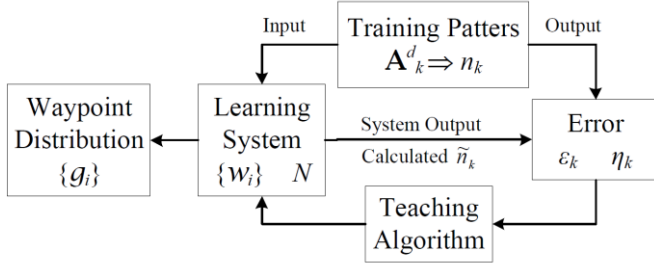 Input
Training Patters
Output
A^d_k ⇒ n_k
Waypoint
Distribution
{g_i}
Learning
System
{w_i} N
System Output
Calculated ñ_k
Error
ε_k η_k
Teaching
Algorithm